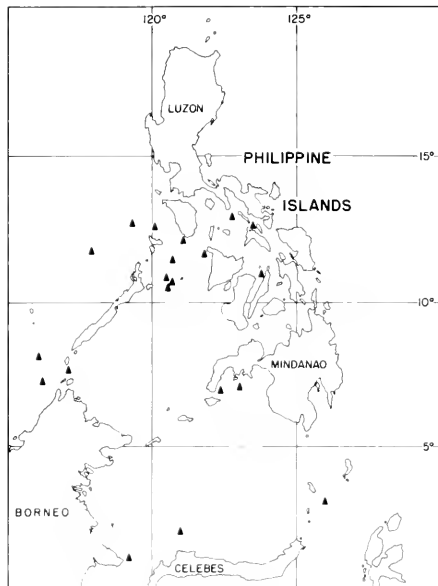 120° 125°
LUZON
PHILIPPINE 15°
ISLANDS
10°
MINDANAO
5°
BORNEO
CELEBES